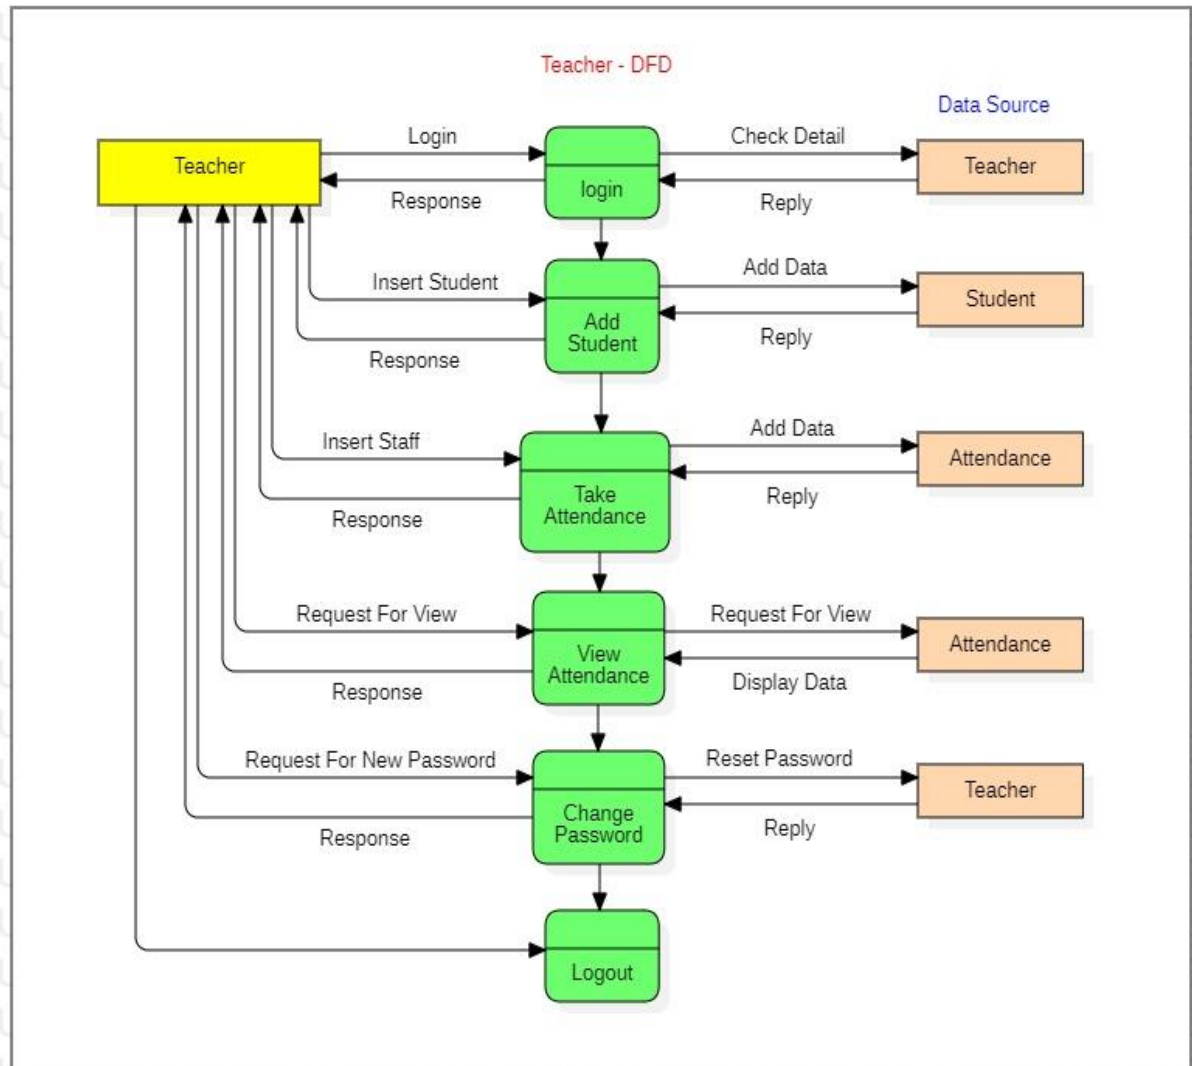 Teacher - DFD
Data Source
Login
Check Detail
Teacher
Teacher
login
Response
Reply
Add Data
Insert Student
Student
Add
Student
Reply
Response
Add Data
Insert Staff
Attendance
Take
Attendance
Reply
Response
Request For View
Request For View
Attendance
View
Attendance
Display Data
Response
Request For New Password
Reset Password
Teacher
Change
Password
Reply
Response
Logout